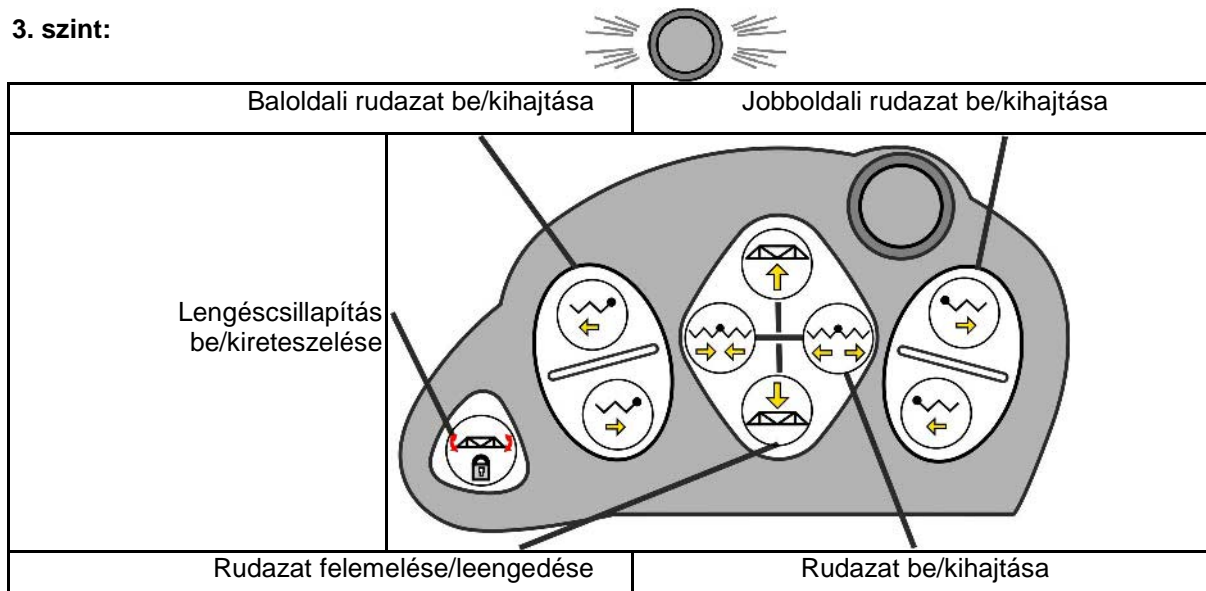 3. szint:
Baloldali rudazat be/kihajtása
Jobboldali rudazat be/kihajtása
Lengéscsillapítás
be/kireteszelése
Rudazat felemelése/leengedése
Rudazat be/kihajtása